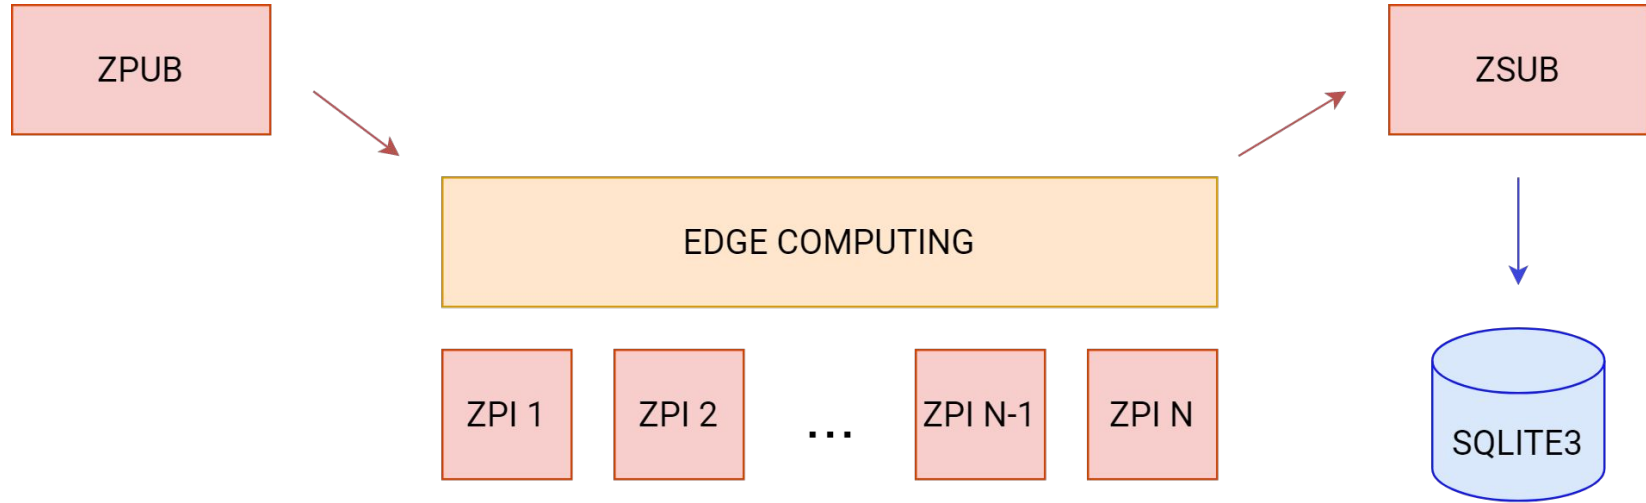 ZPUB
ZSUB
EDGE COMPUTING
ZPI 1
ZPI 2
...
ZPI N-1
ZPI N
SQLITE3